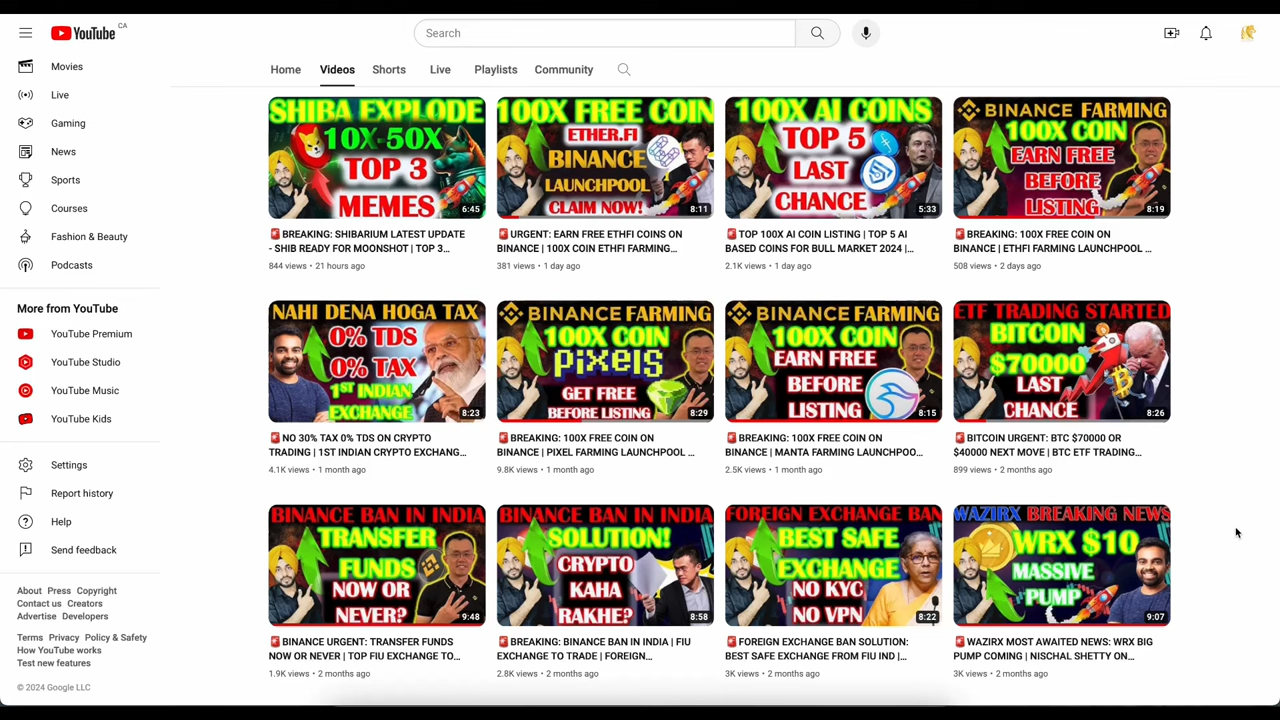 YouTube CA
Search
Movies
Live
Gaming
News
Sports
Courses
Fashion & Beauty
Podcasts
More from YouTube
YouTube Premium
YouTube Studio
YouTube Music
YouTube Kids
Settings
Report history
Help
Send feedback
About Press Copyright
Contact us Creators
Advertise Developers
Terms Privacy Policy & Safety
How YouTube works
Test new features
© 2024 Google LLC
Home Videos Shorts Live Playlists Community
SHIBA EXPLODE
10X-50X
TOP 3
MEMES
6:45
🚨BREAKING: SHIBARIUM LATEST UPDATE
- SHIB READY FOR MOONSHOT | TOP 3...
844 views • 21 hours ago
100X FREE COIN
ETHER.FI
BINANCE
LAUNCHPOOL
CLAIM NOW!
8:11
🚨URGENT: EARN FREE ETHFI COINS ON
BINANCE | 100X COIN ETHFI FARMING...
381 views • 1 day ago
100X AI COINS
TOP 5
LAST
CHANCE
5:33
🚨TOP 100X AI COIN LISTING | TOP 5 AI
BASED COINS FOR BULL MARKET 2024 |...
2.1K views • 1 day ago
BINANCE FARMING
100X COIN
EARN FREE
BEFORE
LISTING
8:19
🚨BREAKING: 100X FREE COIN ON
BINANCE | ETHFI FARMING LAUNCHPOOL ...
508 views • 2 days ago
NAHI DENA HOGA TAX
0% TDS
0% TAX
1ST INDIAN
EXCHANGE
8:23
🚨NO 30% TAX 0% TDS ON CRYPTO
TRADING | 1ST INDIAN CRYPTO EXCHANG...
4.1K views • 1 month ago
BINANCE FARMING
100X COIN
PIXELS
GET FREE
BEFORE LISTING
8:29
🚨BREAKING: 100X FREE COIN ON
BINANCE | PIXEL FARMING LAUNCHPOOL ...
9.8K views • 1 month ago
BINANCE FARMING
100X COIN
EARN FREE
BEFORE
LISTING
8:15
🚨BREAKING: 100X FREE COIN ON
BINANCE | MANTA FARMING LAUNCHPOO...
2.5K views • 1 month ago
ETF TRADING STARTED
BITCOIN
$70000
LAST
CHANCE
8:26
🚨BITCOIN URGENT: BTC $70000 OR
$40000 NEXT MOVE | BTC ETF TRADING...
899 views • 2 months ago
BINANCE BAN IN INDIA
TRANSFER
FUNDS
NOW OR
NEVER?
9:48
🚨BINANCE URGENT: TRANSFER FUNDS
NOW OR NEVER | TOP FIU EXCHANGE TO...
1.9K views • 2 months ago
BINANCE BAN IN INDIA
SOLUTION!
CRYPTO
KAHA
RAKHE?
8:58
🚨BREAKING: BINANCE BAN IN INDIA | FIU
EXCHANGE TO TRADE | FOREIGN...
2.8K views • 2 months ago
FOREIGN EXCHANGE BAN
BEST SAFE
EXCHANGE
NO KYC
NO VPN
8:22
🚨FOREIGN EXCHANGE BAN SOLUTION:
BEST SAFE EXCHANGE FROM FIU IND |...
3K views • 2 months ago
WAZIRX BREAKING NEWS
WRX $10
MASSIVE
PUMP
9:07
🚨WAZIRX MOST AWAITED NEWS: WRX BIG
PUMP COMING | NISCHAL SHETTY ON...
3K views • 2 months ago